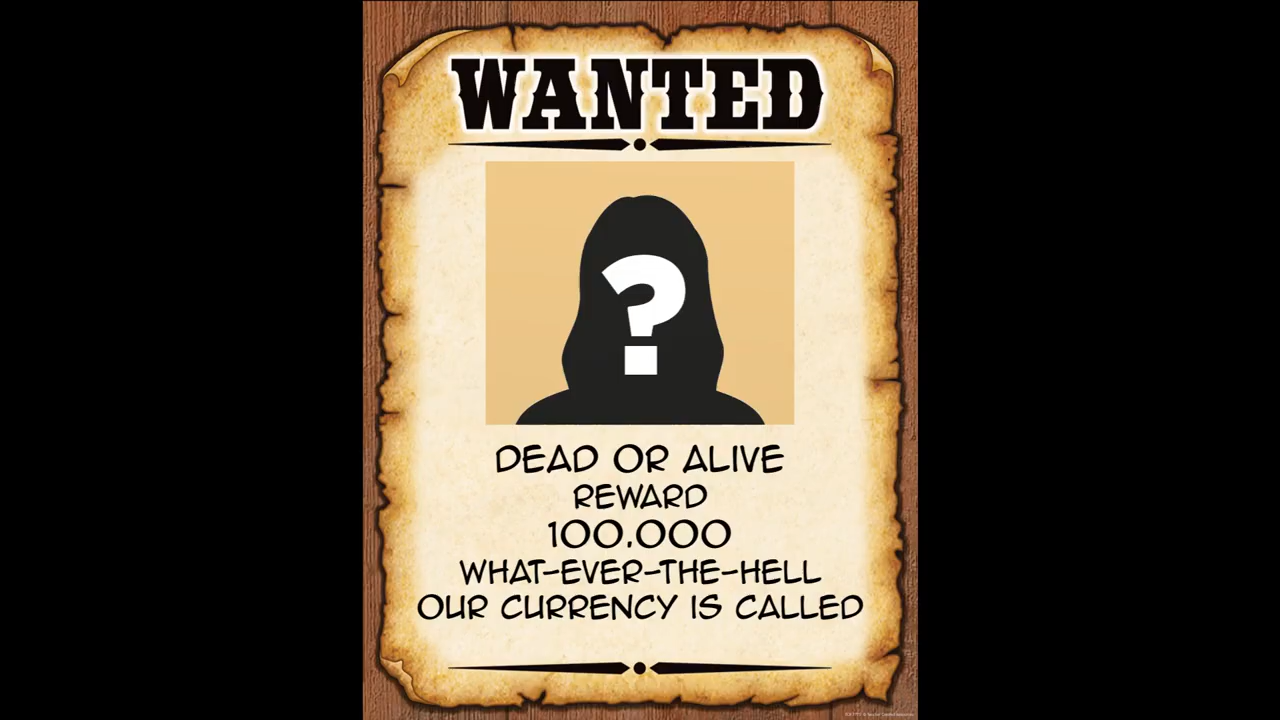 WANTED
?
DEAD OR ALIVE
REWARD
100.000
WHAT-EVER-THE-HELL
OUR CURRENCY IS CALLED